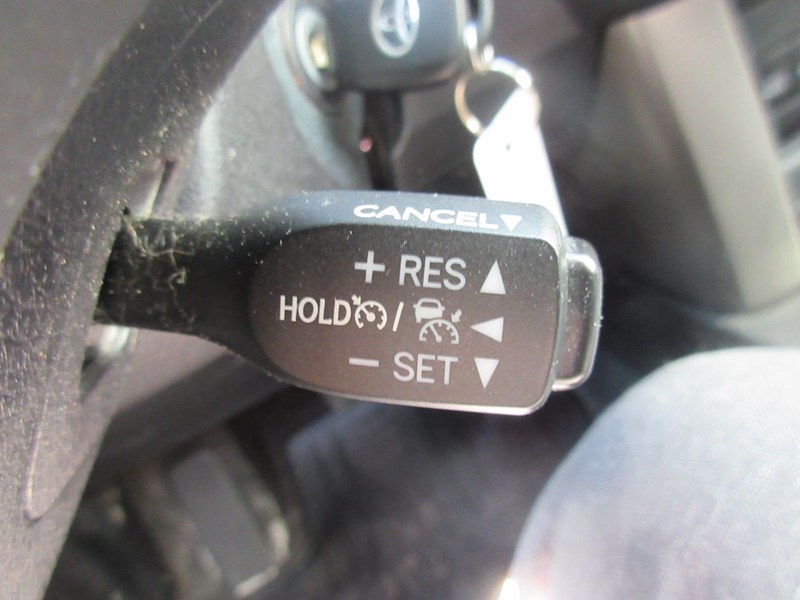 CANCEL▼
+ RES ▲
HOLD / ◀
− SET ▼